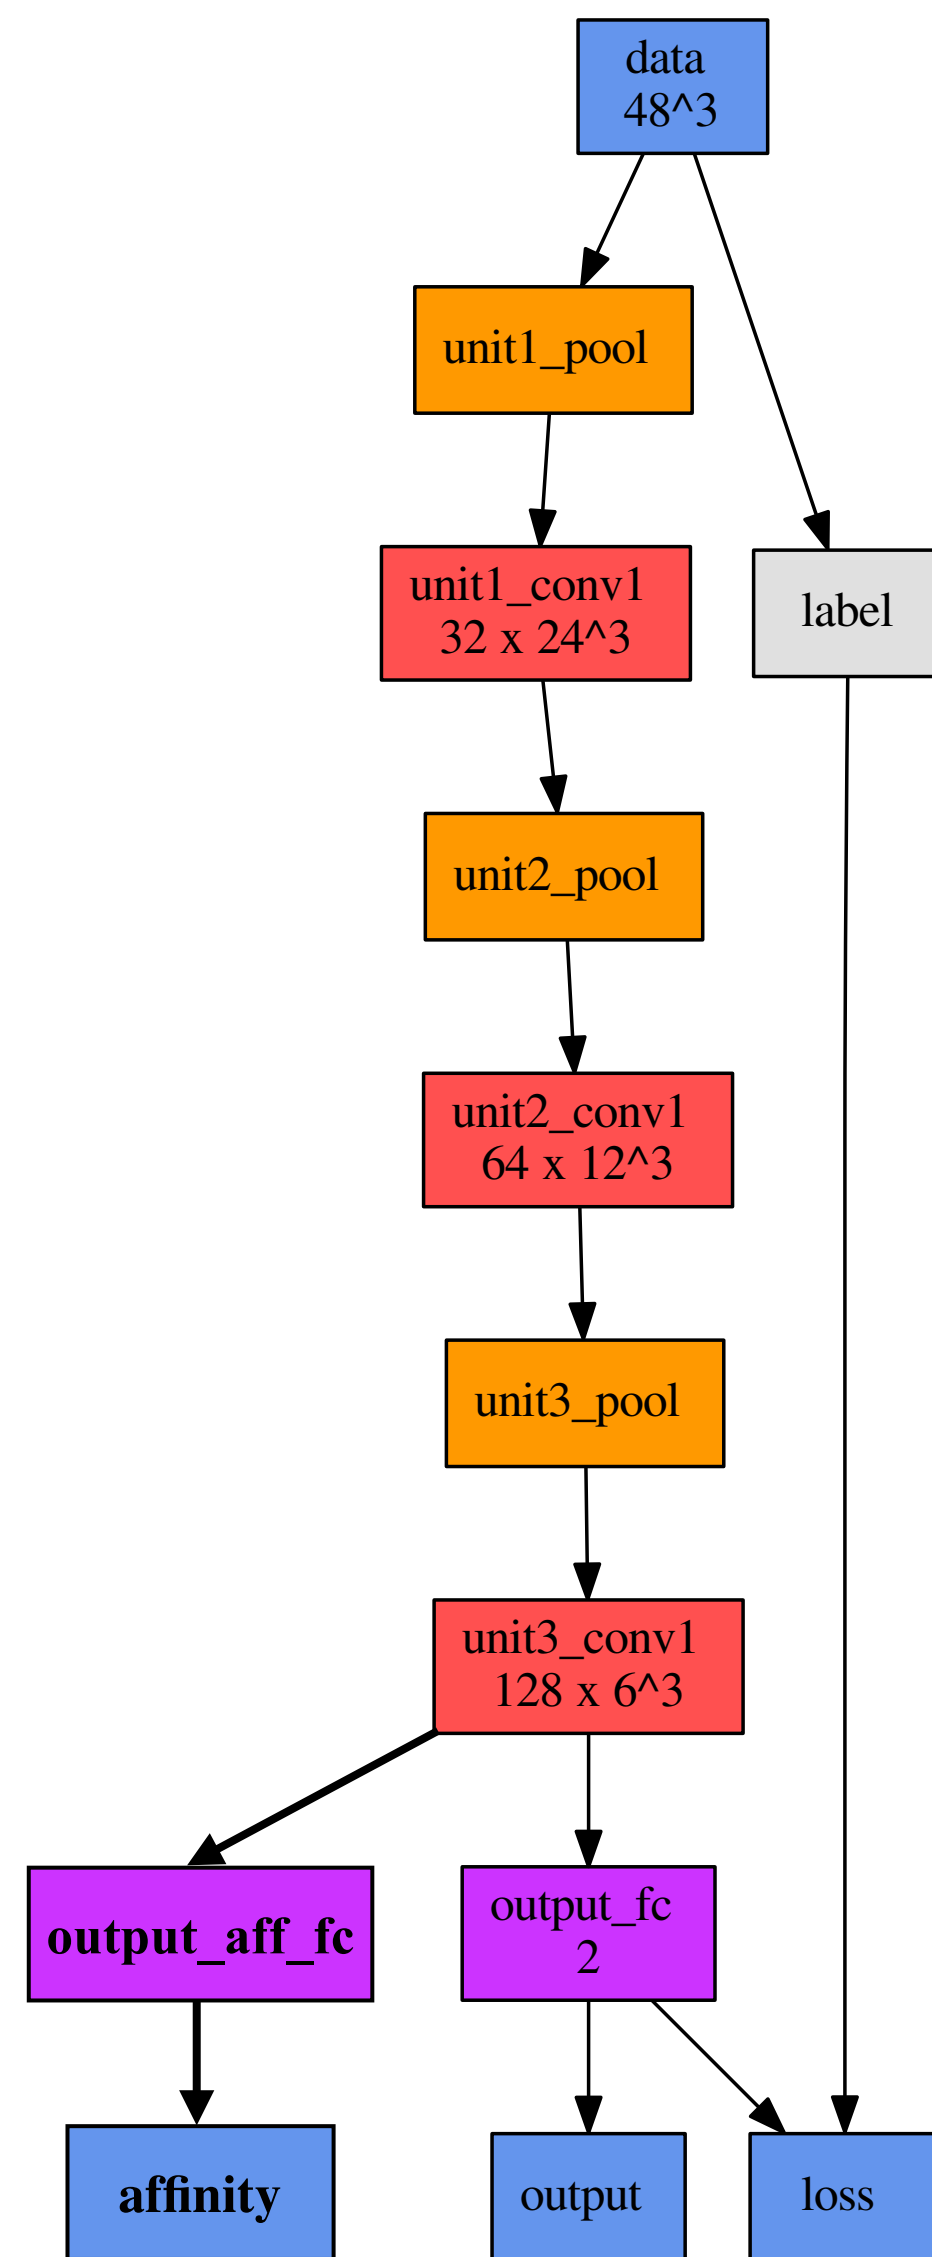 data
48^3
unit1_pool
unit1_conv1
32 x 24^3
label
unit2_pool
unit2_conv1
64 x 12^3
unit3_pool
unit3_conv1
128 x 6^3
output_aff_fc
output_fc
2
affinity
output
loss